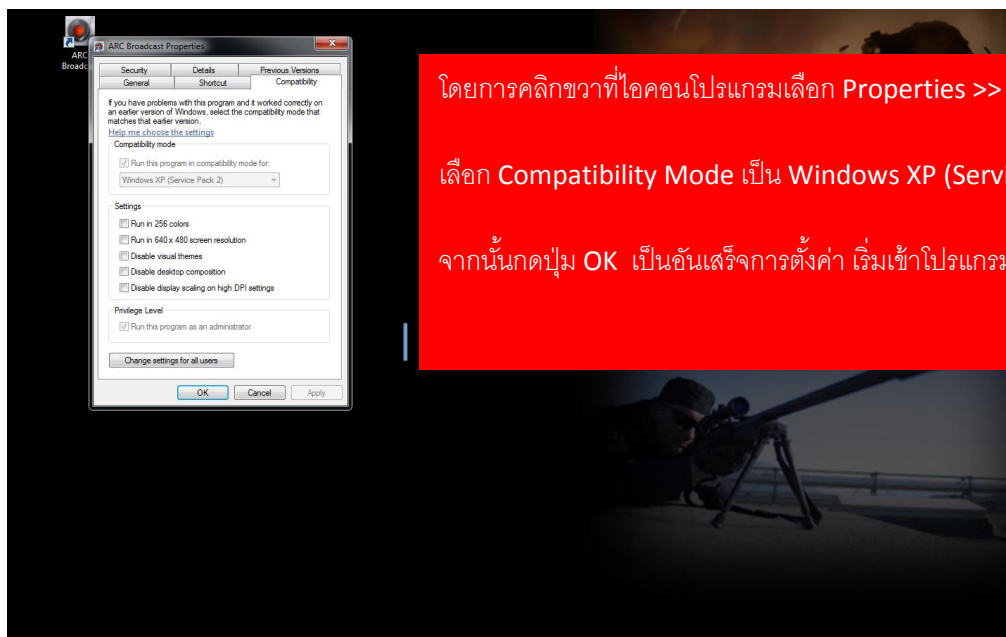 ARC
ARC Broadcast Properties
Security Details Previous Versions
General Shortcut Compatibility
If you have problems with this program and it worked correctly on
an earlier version of Windows, select the compatibility mode that
matches that earlier version.
Help me choose the settings
Compatibility mode
Run this program in compatibility mode for:
Windows XP (Service Pack 2)
Settings
Run in 256 colors
Run in 640 x 480 screen resolution
Disable visual themes
Disable desktop composition
Disable display scaling on high DPI settings
Privilege Level
Run this program as an administrator
Change settings for all users
OK Cancel Apply
โดยการคลิกขวาที่ไอคอนโปรแกรมเลือก Properties >>
เลือก Compatibility Mode เป็น Windows XP (Servi
จากนั้นกดปุ่ม OK เป็นอันเสร็จการตั้งค่า เริ่มเข้าโปรแกรม